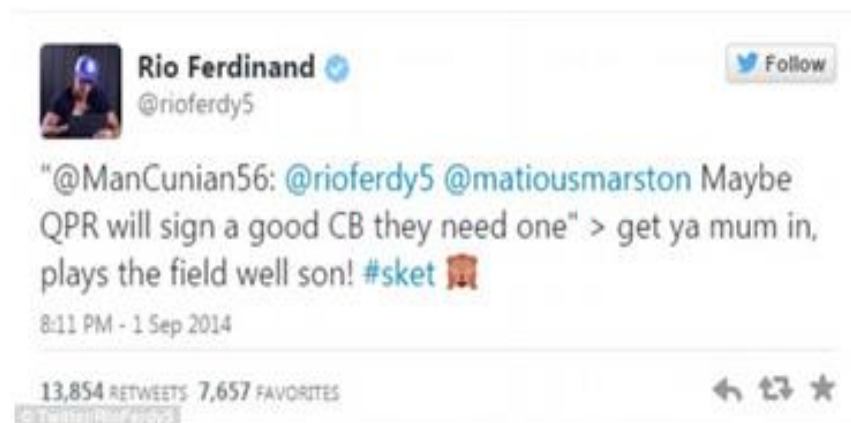 Rio Ferdinand
Follow
@rioferdy5
"@ManCunian56: @rioferdy5 @matiousmarston Maybe
QPR will sign a good CB they need one" > get ya mum in,
plays the field well son! #sket 🙈
8:11 PM - 1 Sep 2014
13,854 RETWEETS 7,657 FAVORITES